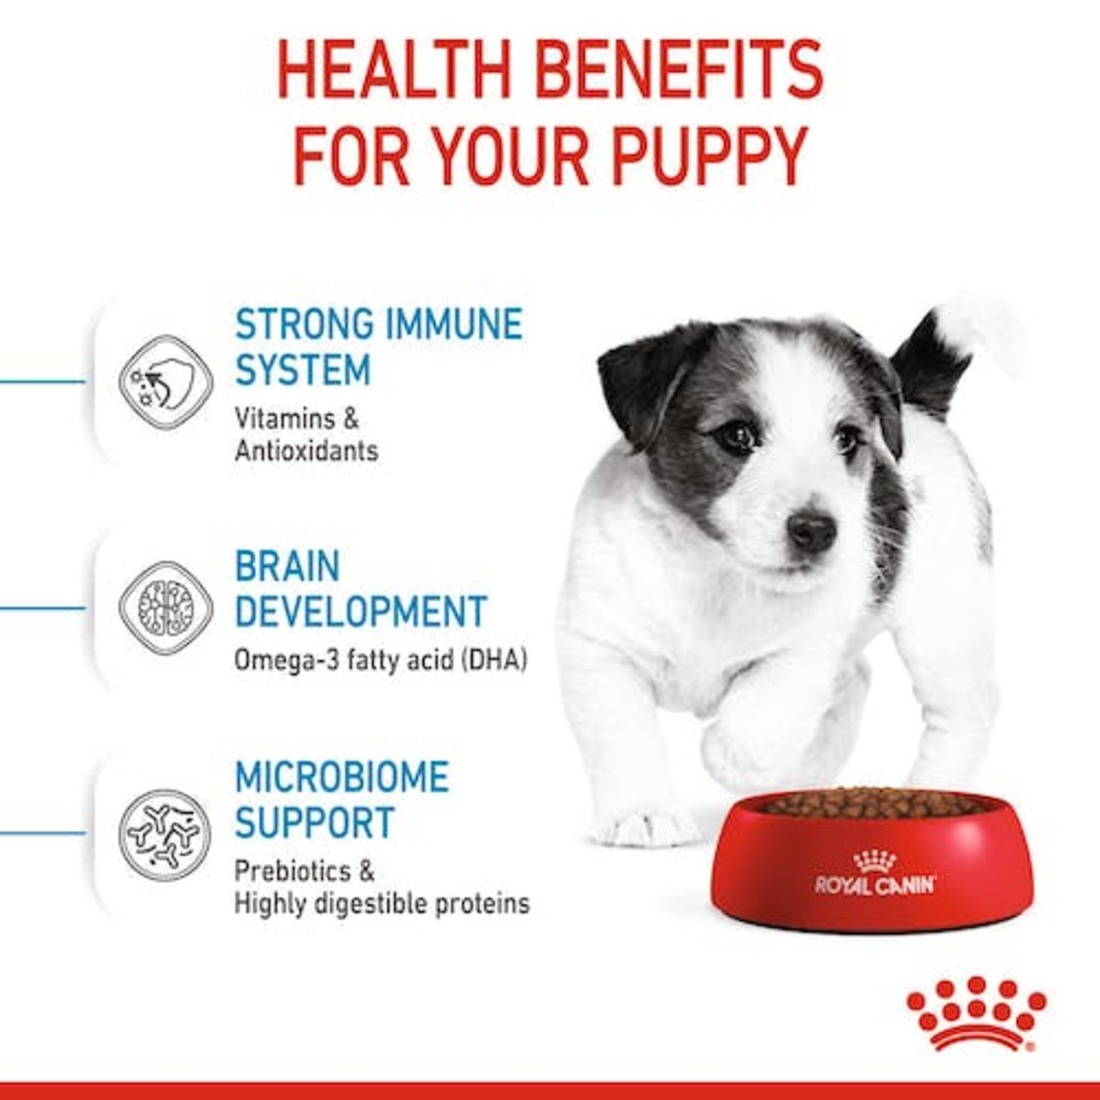 HEALTH BENEFITS
FOR YOUR PUPPY
STRONG IMMUNE
SYSTEM
Vitamins &
Antioxidants
BRAIN
DEVELOPMENT
Omega-3 fatty acid (DHA)
MICROBIOME
SUPPORT
Prebiotics &
Highly digestible proteins
ROYAL CANIN